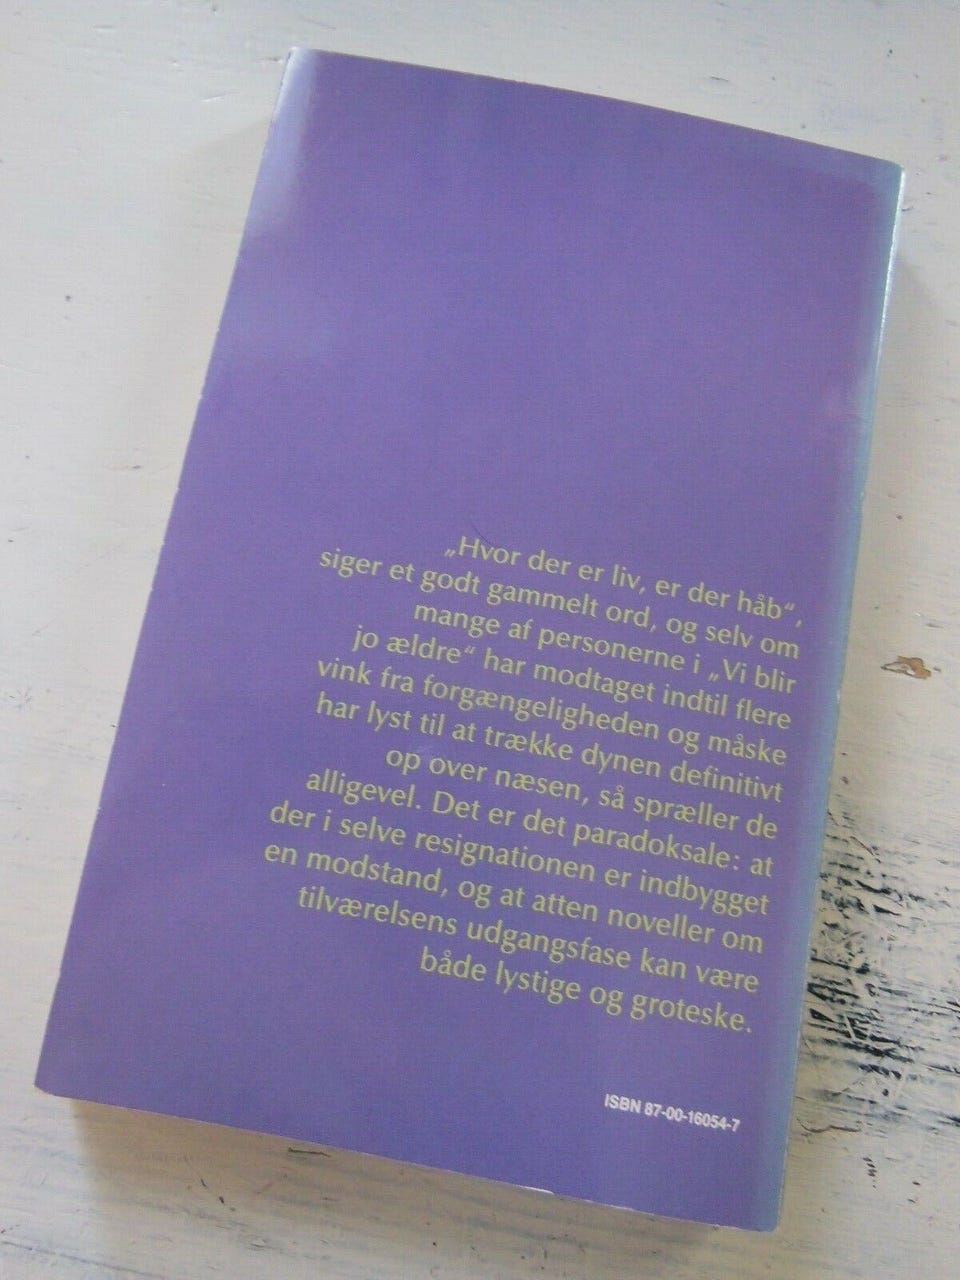 „Hvor der er liv, er der håb“,
siger et godt gammelt ord, og selv om
mange af personerne i „Vi blir
jo ældre“ har modtaget indtil flere
vink fra forgængeligheden og måske
har lyst til at trække dynen definitivt
op over næsen, så spræller de
alligevel. Det er det paradoksale: at
der i selve resignationen er indbygget
en modstand, og at atten noveller om
tilværelsens udgangsfase kan være
både lystige og groteske.
ISBN 87-00-16054-7